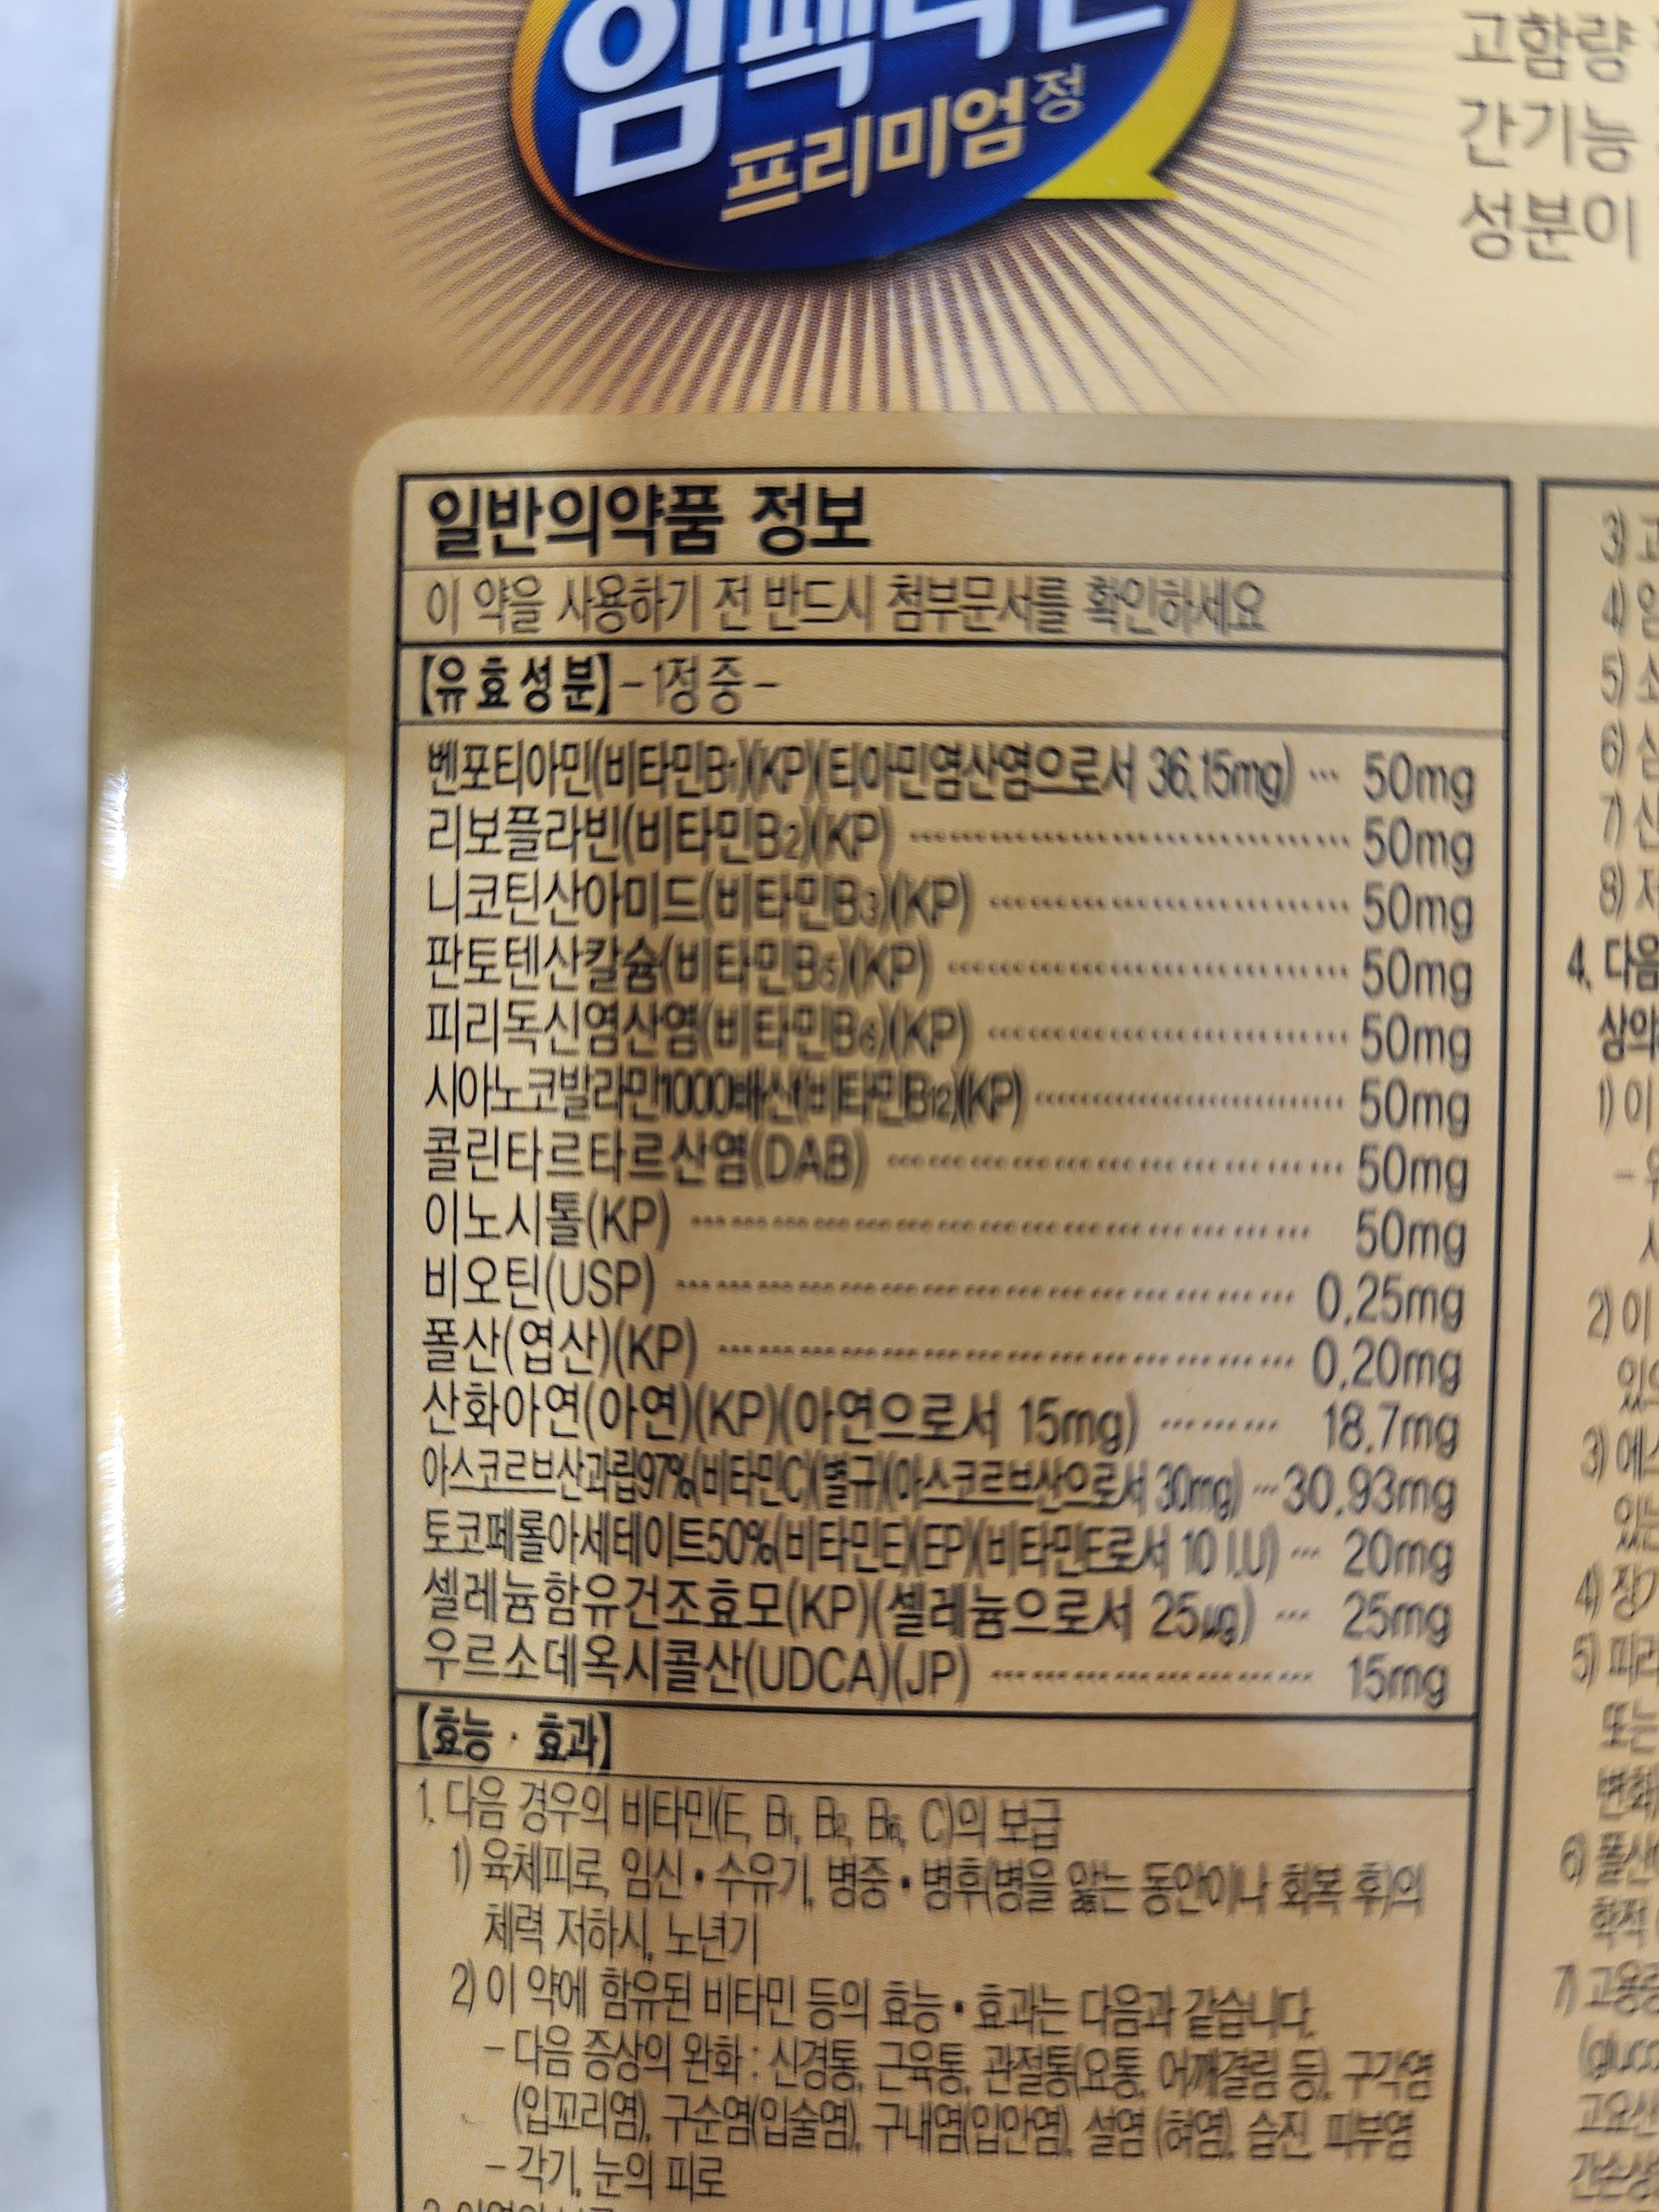 프리미엄정
고함량
간기능
성분이
일반의약품 정보
이 약을 사용하기 전 반드시 첨부문서를 확인하세요
【유효성분】 - 1정 중 -
벤포티아민(비타민B₁)(KP)(티아민염산염으로서 36.15mg) ··· 50mg
리보플라빈(비타민B₂)(KP) ··· 50mg
니코틴산아미드(비타민B₃)(KP) ··· 50mg
판토텐산칼슘(비타민B₅)(KP) ··· 50mg
피리독신염산염(비타민B₆)(KP) ··· 50mg
시아노코발라민1000배산(비타민B₁₂)(KP) ··· 50mg
콜린타르타르산염(DAB) ··· 50mg
이노시톨(KP) ··· 50mg
비오틴(USP) ··· 0.25mg
폴산(엽산)(KP) ··· 0.20mg
산화아연(아연)(KP)(아연으로서 15mg) ··· 18.7mg
아스코르브산과립97%(비타민C)(별규)(아스코르브산으로서 30mg) ··· 30.93mg
토코페롤아세테이트50%(비타민E)(EP)(비타민E로서 10 I.U) ··· 20mg
셀레늄함유건조효모(KP)(셀레늄으로서 25μg) ··· 25mg
우르소데옥시콜산(UDCA)(JP) ··· 15mg
【효능 · 효과】
1. 다음 경우의 비타민(E, B₁, B₂, B₆, C)의 보급
1) 육체피로, 임신 • 수유기, 병중 • 병후(병을 앓는 동안이나 회복 후)의
체력 저하시, 노년기
2) 이 약에 함유된 비타민 등의 효능 • 효과는 다음과 같습니다.
- 다음 증상의 완화 : 신경통, 근육통, 관절통(요통, 어깨결림 등), 구각염
(입꼬리염), 구순염(입술염), 구내염(입안염), 설염 (혀염), 습진, 피부염
- 각기, 눈의 피로
3)
4)
5)
6)
7)
8)
4. 다음
1) 이
2) 이
3)
4)
5)
6) 폴산
7) 고용량